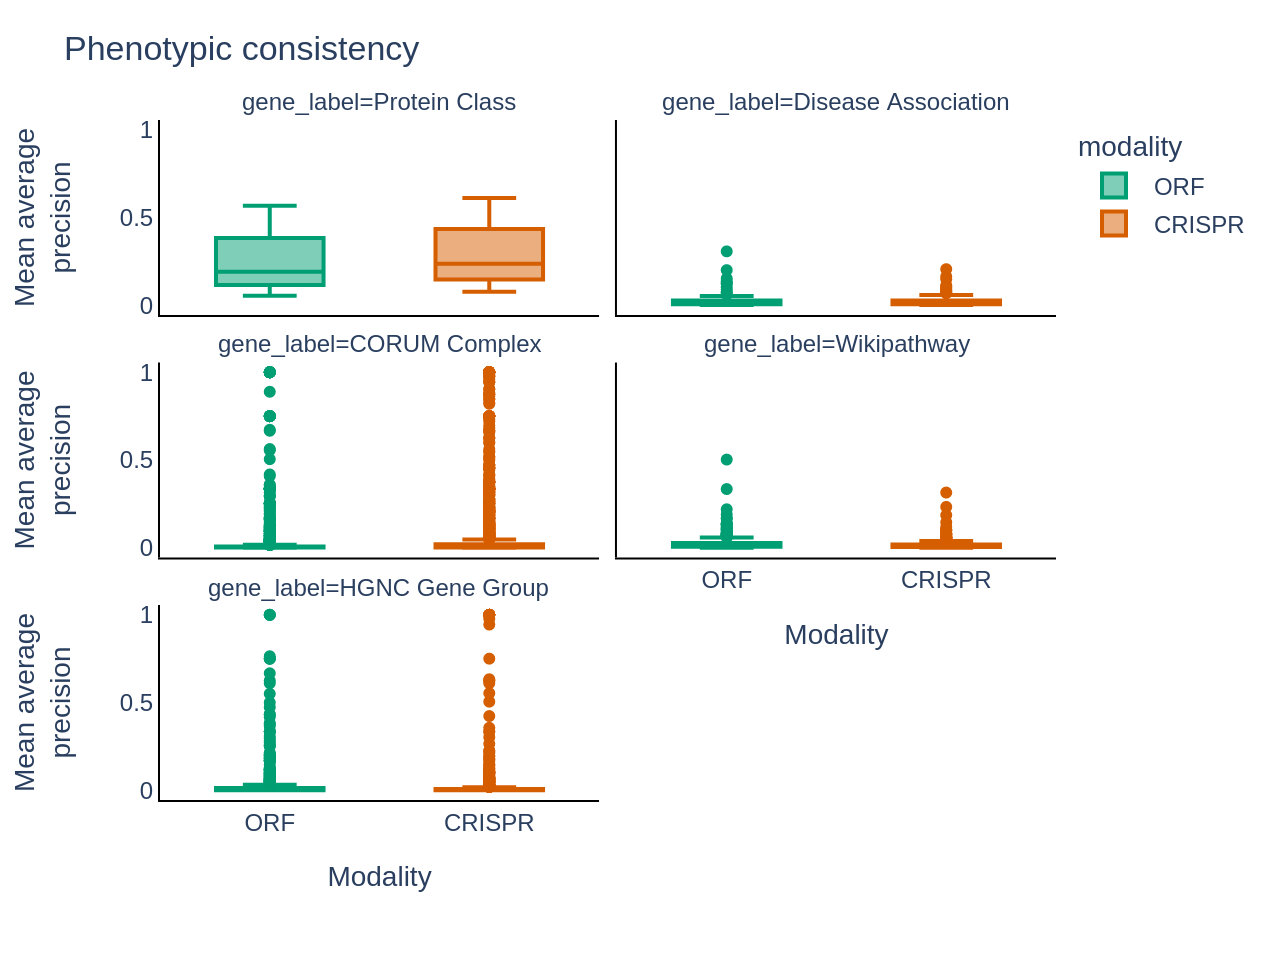 Phenotypic consistency
gene_label=Protein Class
gene_label=Disease Association
Mean average
precision
1
0.5
0
modality
ORF
CRISPR
gene_label=CORUM Complex
gene_label=Wikipathway
Mean average
precision
1
0.5
0
ORF
CRISPR
Modality
gene_label=HGNC Gene Group
Mean average
precision
1
0.5
0
ORF
CRISPR
Modality